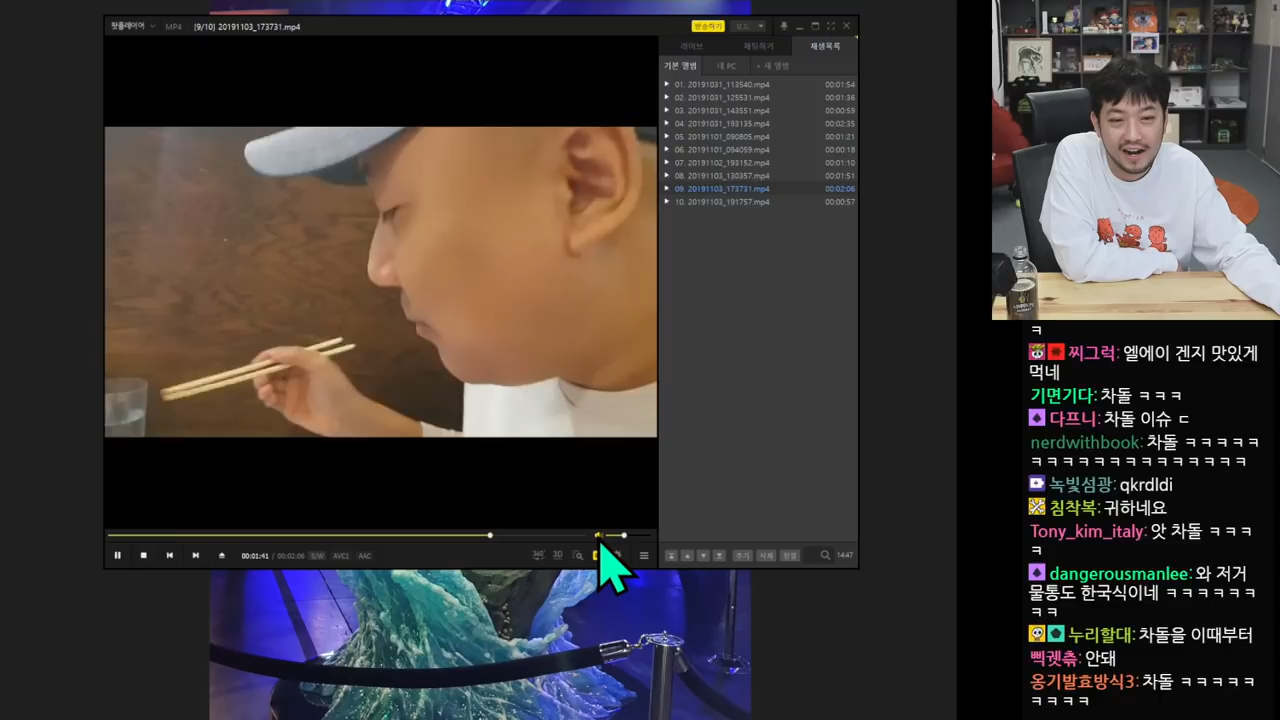 팟플레이어 MP4 [9/10] 20191103_173731.mp4
방송하기
라이브 채팅하기 재생목록
기본 앨범 내 PC + 새 앨범
01. 20191031_113540.mp4 00:01:54
02. 20191031_125531.mp4 00:01:36
03. 20191031_143551.mp4 00:00:59
04. 20191031_193135.mp4 00:02:35
05. 20191101_090805.mp4 00:01:21
06. 20191101_094059.mp4 00:00:18
07. 20191102_193152.mp4 00:01:10
08. 20191103_130357.mp4 00:01:51
09. 20191103_173731.mp4 00:02:06
10. 20191103_191757.mp4 00:00:57
00:01:41 / 00:02:06 S/W AVC1 AAC
360° 3D
추가 삭제 정렬 14:47
ㅋ
찌그럭: 엘에이 겐지 맛있게
먹네
기면기다: 차돌 ㅋㅋㅋ
다프니: 차돌 이슈 ㄷ
nerdwithbook: 차돌 ㅋㅋㅋㅋㅋ
ㅋㅋㅋㅋㅋㅋㅋㅋㅋㅋㅋㅋㅋㅋ
녹빛섬광: qkrdldi
침착복: 귀하네요
Tony_kim_italy: 앗 차돌 ㅋㅋㅋ
ㅋ
dangerousmanlee: 와 저거
물통도 한국식이네 ㅋㅋㅋㅋㅋㅋ
ㅋㅋ
누리할대: 차돌을 이때부터
삑궷츢: 안돼
옹기발효방식3: 차돌 ㅋㅋㅋㅋㅋ
ㅋㅋㅋㅋ